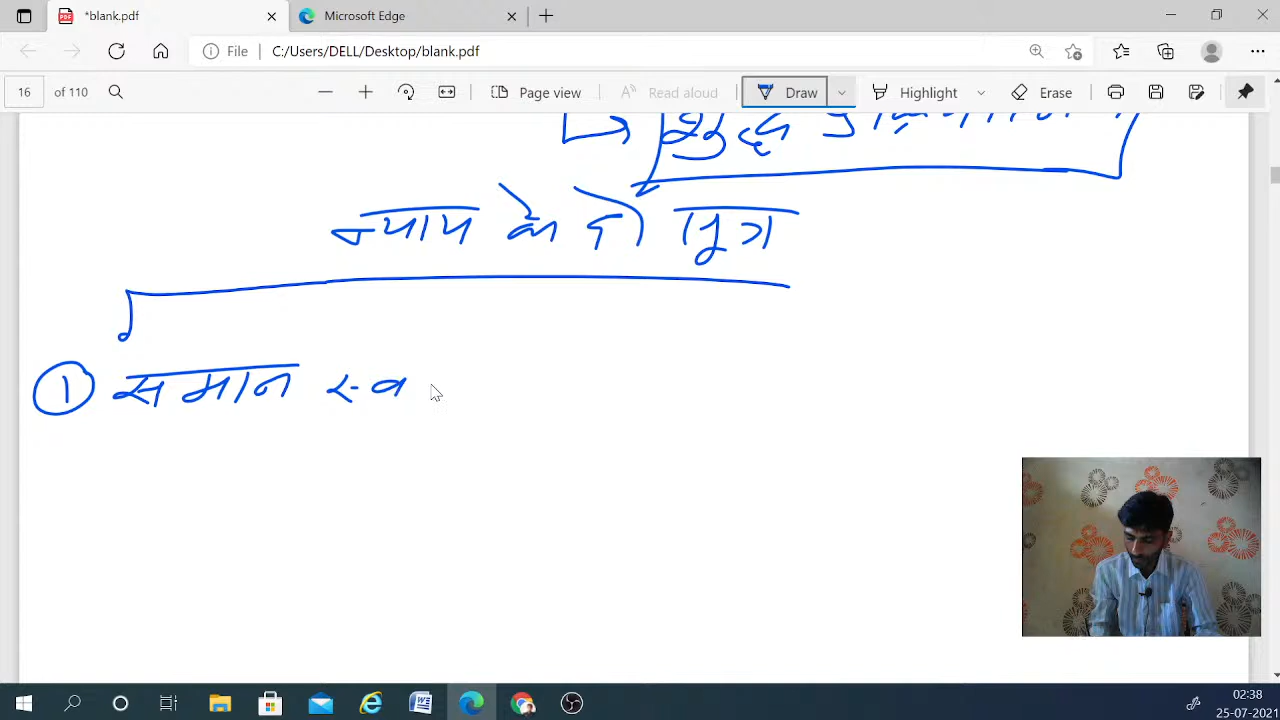 *blank.pdf
Microsoft Edge
File C:/Users/DELL/Desktop/blank.pdf
16 of 110 Page view Read aloud Draw Highlight Erase
शुद्ध
न्याय के दो सूत्र
① समान स्व
02:38
25-07-2021